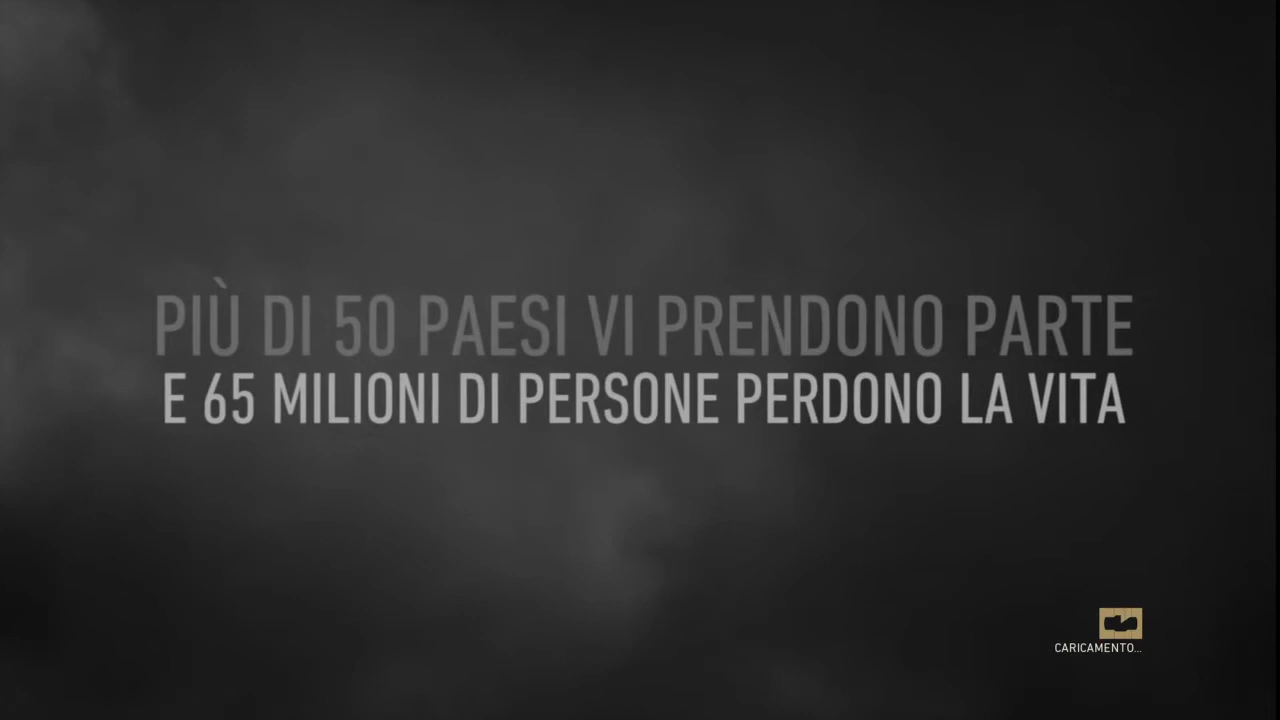 PIÙ DI 50 PAESI VI PRENDONO PARTE
E 65 MILIONI DI PERSONE PERDONO LA VITA
CARICAMENTO...